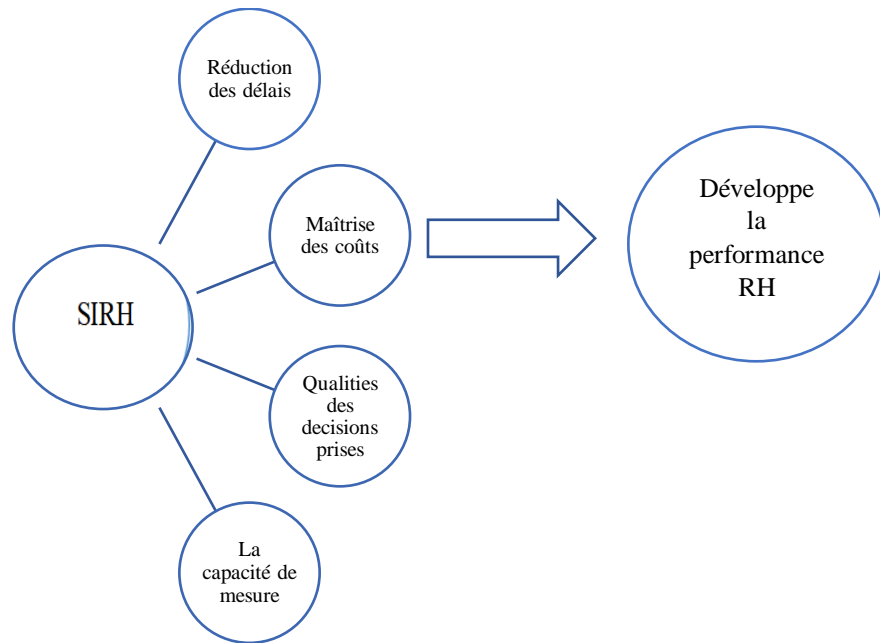 Réduction
des délais
Maîtrise
des coûts
SIRH
Qualities
des
decisions
prises
La
capacité de
mesure
Développe
la
performance
RH